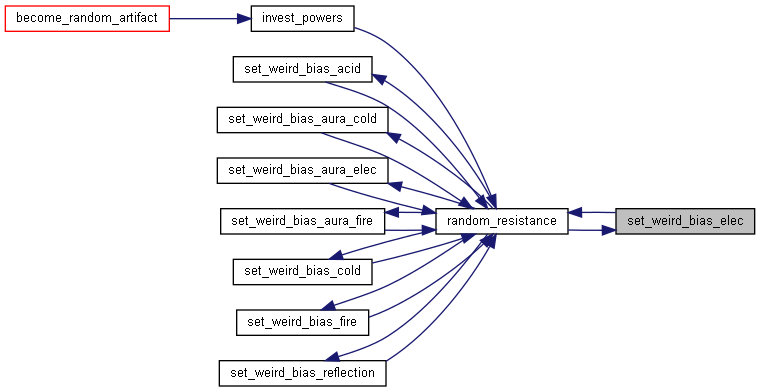 become_random_artifact
invest_powers
set_weird_bias_acid
set_weird_bias_aura_cold
set_weird_bias_aura_elec
set_weird_bias_aura_fire
random_resistance
set_weird_bias_elec
set_weird_bias_cold
set_weird_bias_fire
set_weird_bias_reflection